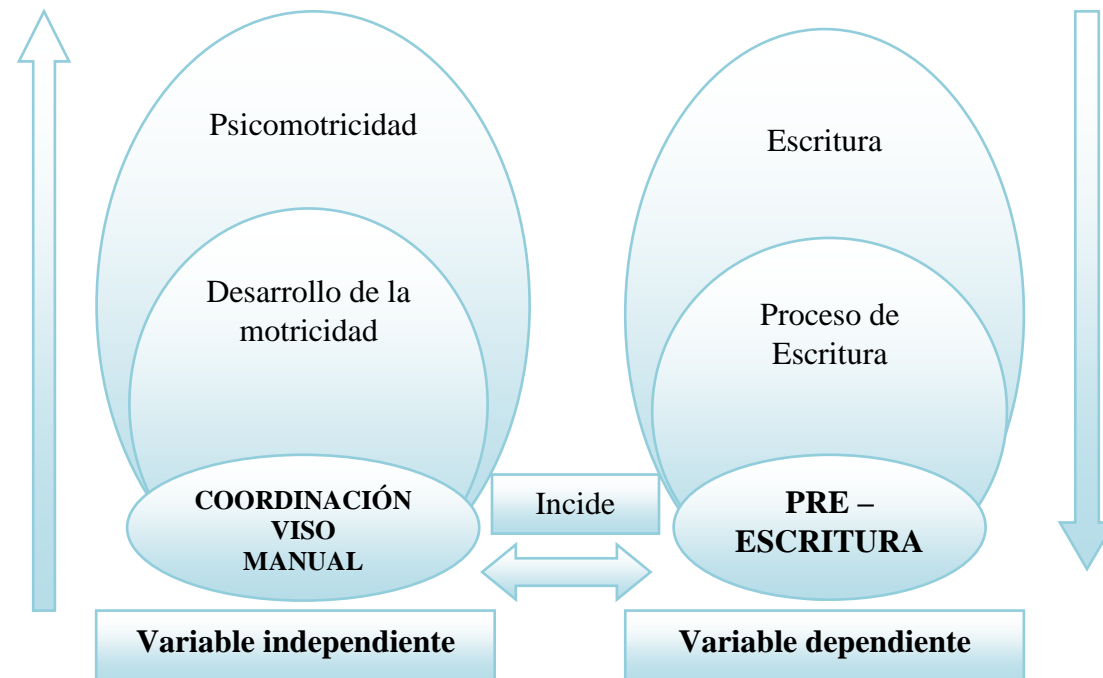 Psicomotricidad
Escritura
Desarrollo de la
motricidad
Proceso de
Escritura
COORDINACIÓN
VISO
MANUAL
Incide
PRE –
ESCRITURA
Variable independiente
Variable dependiente